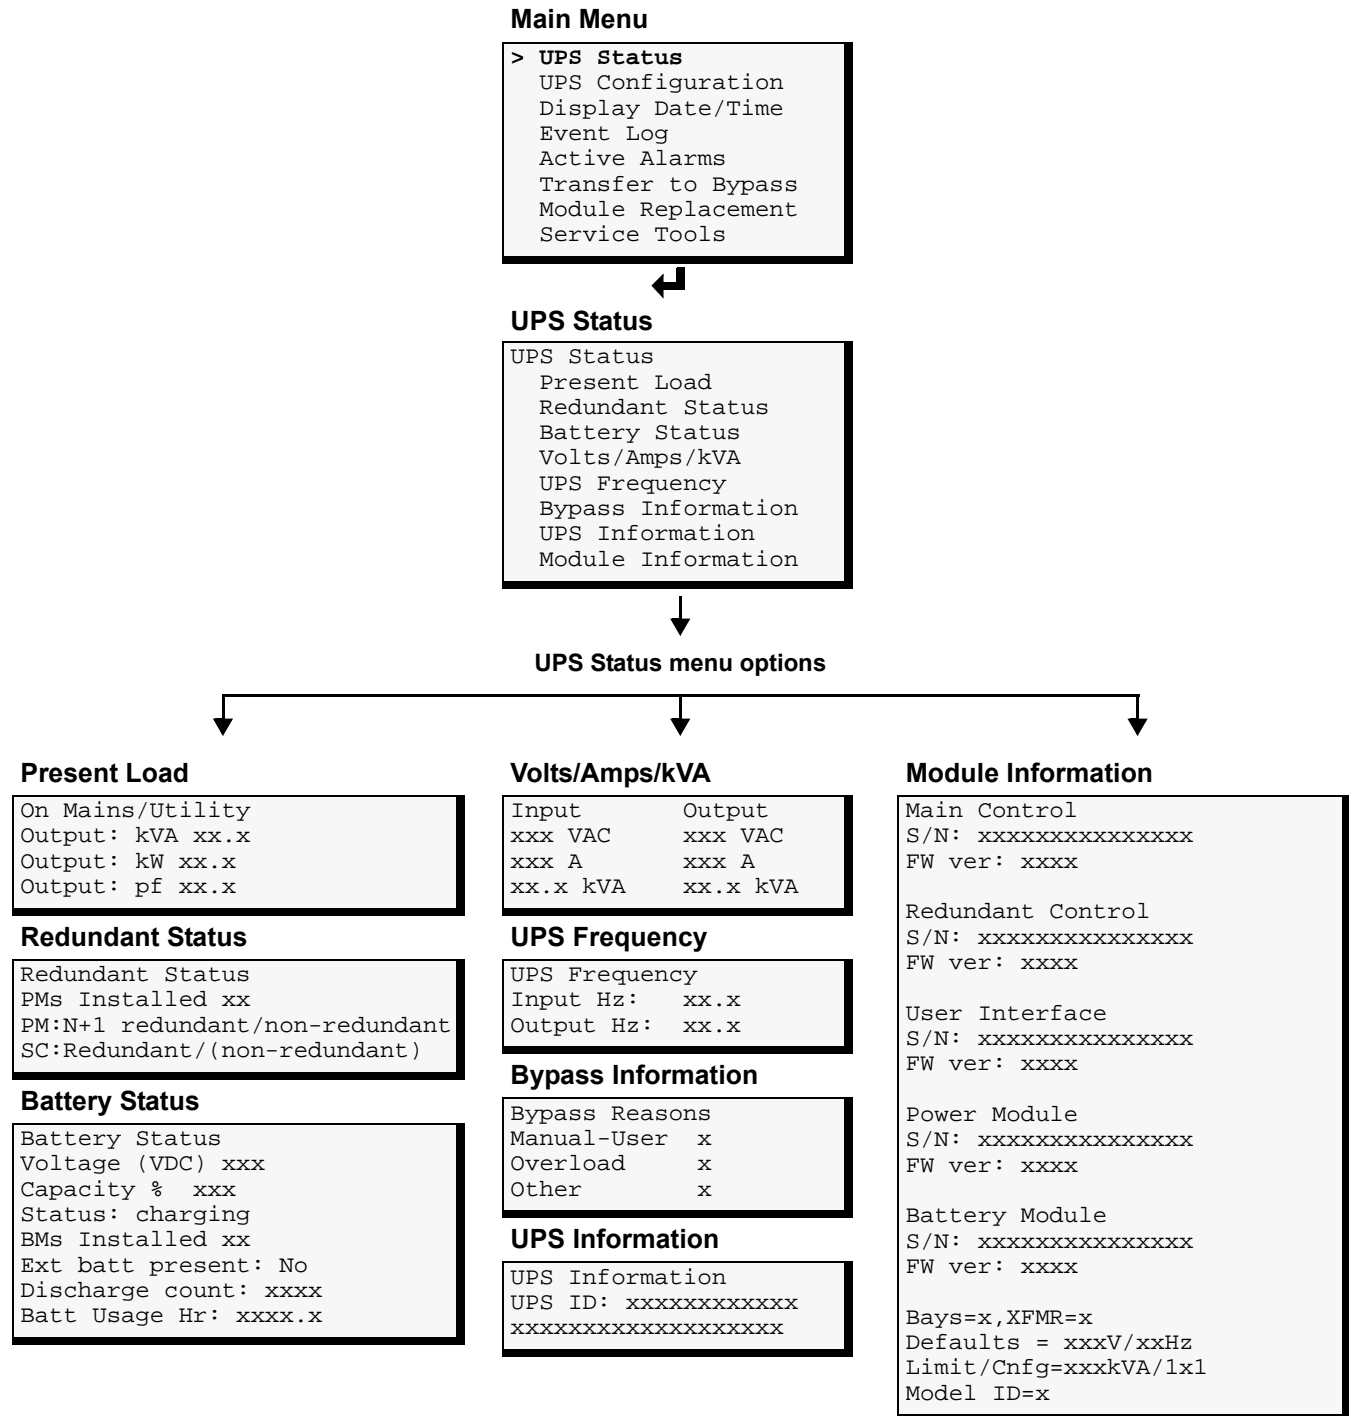 Main Menu
> UPS Status
UPS Configuration
Display Date/Time
Event Log
Active Alarms
Transfer to Bypass
Module Replacement
Service Tools
UPS Status
UPS Status
Present Load
Redundant Status
Battery Status
Volts/Amps/kVA
UPS Frequency
Bypass Information
UPS Information
Module Information
UPS Status menu options
Present Load
On Mains/Utility
Output: kVA xx.x
Output: kW xx.x
Output: pf xx.x
Redundant Status
Redundant Status
PMs Installed xx
PM:N+1 redundant/non-redundant
SC:Redundant/(non-redundant)
Battery Status
Battery Status
Voltage (VDC) xxx
Capacity % xxx
Status: charging
BMs Installed xx
Ext batt present: No
Discharge count: xxxx
Batt Usage Hr: xxxx.x
Volts/Amps/kVA
Input Output
xxx VAC xxx VAC
xxx A xxx A
xx.x kVA xx.x kVA
UPS Frequency
UPS Frequency
Input Hz: xx.x
Output Hz: xx.x
Bypass Information
Bypass Reasons
Manual-User x
Overload x
Other x
UPS Information
UPS Information
UPS ID: xxxxxxxxxxxx
xxxxxxxxxxxxxxxxxxx
Module Information
Main Control
S/N: xxxxxxxxxxxxxxx
FW ver: xxxx
Redundant Control
S/N: xxxxxxxxxxxxxxx
FW ver: xxxx
User Interface
S/N: xxxxxxxxxxxxxxx
FW ver: xxxx
Power Module
S/N: xxxxxxxxxxxxxxx
FW ver: xxxx
Battery Module
S/N: xxxxxxxxxxxxxxx
FW ver: xxxx
Bays=x,XFMR=x
Defaults = xxxV/xxHz
Limit/Cnfg=xxxkVA/1x1
Model ID=x